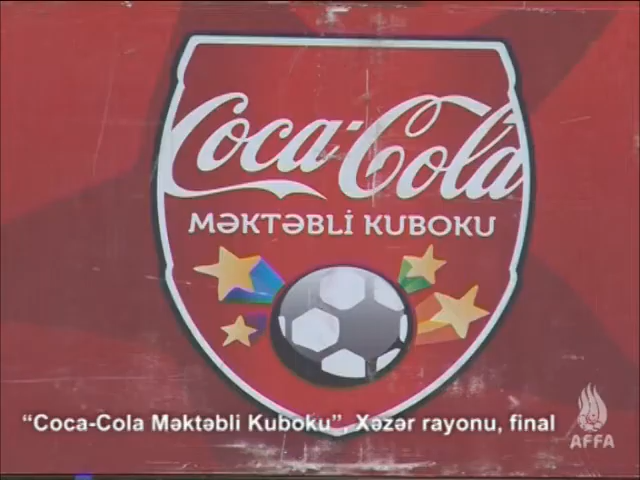 Coca-Cola
MƏKTƏBLİ KUBOKU
“Coca-Cola Məktəbli Kuboku”, Xəzər rayonu, final
AFFA